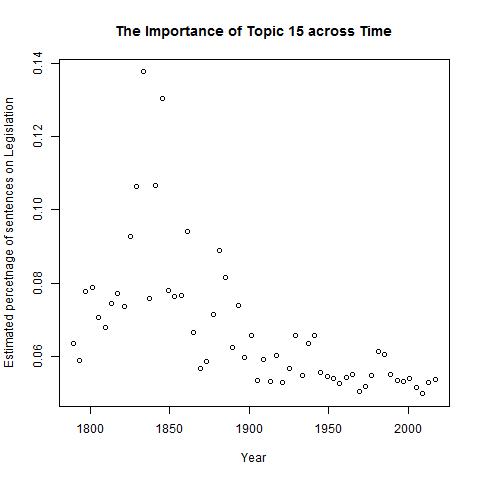 The Importance of Topic 15 across Time
Estimated percetnage of sentences on Legislation
0.14
0.12
0.10
0.08
0.06
1800 1850 1900 1950 2000
Year